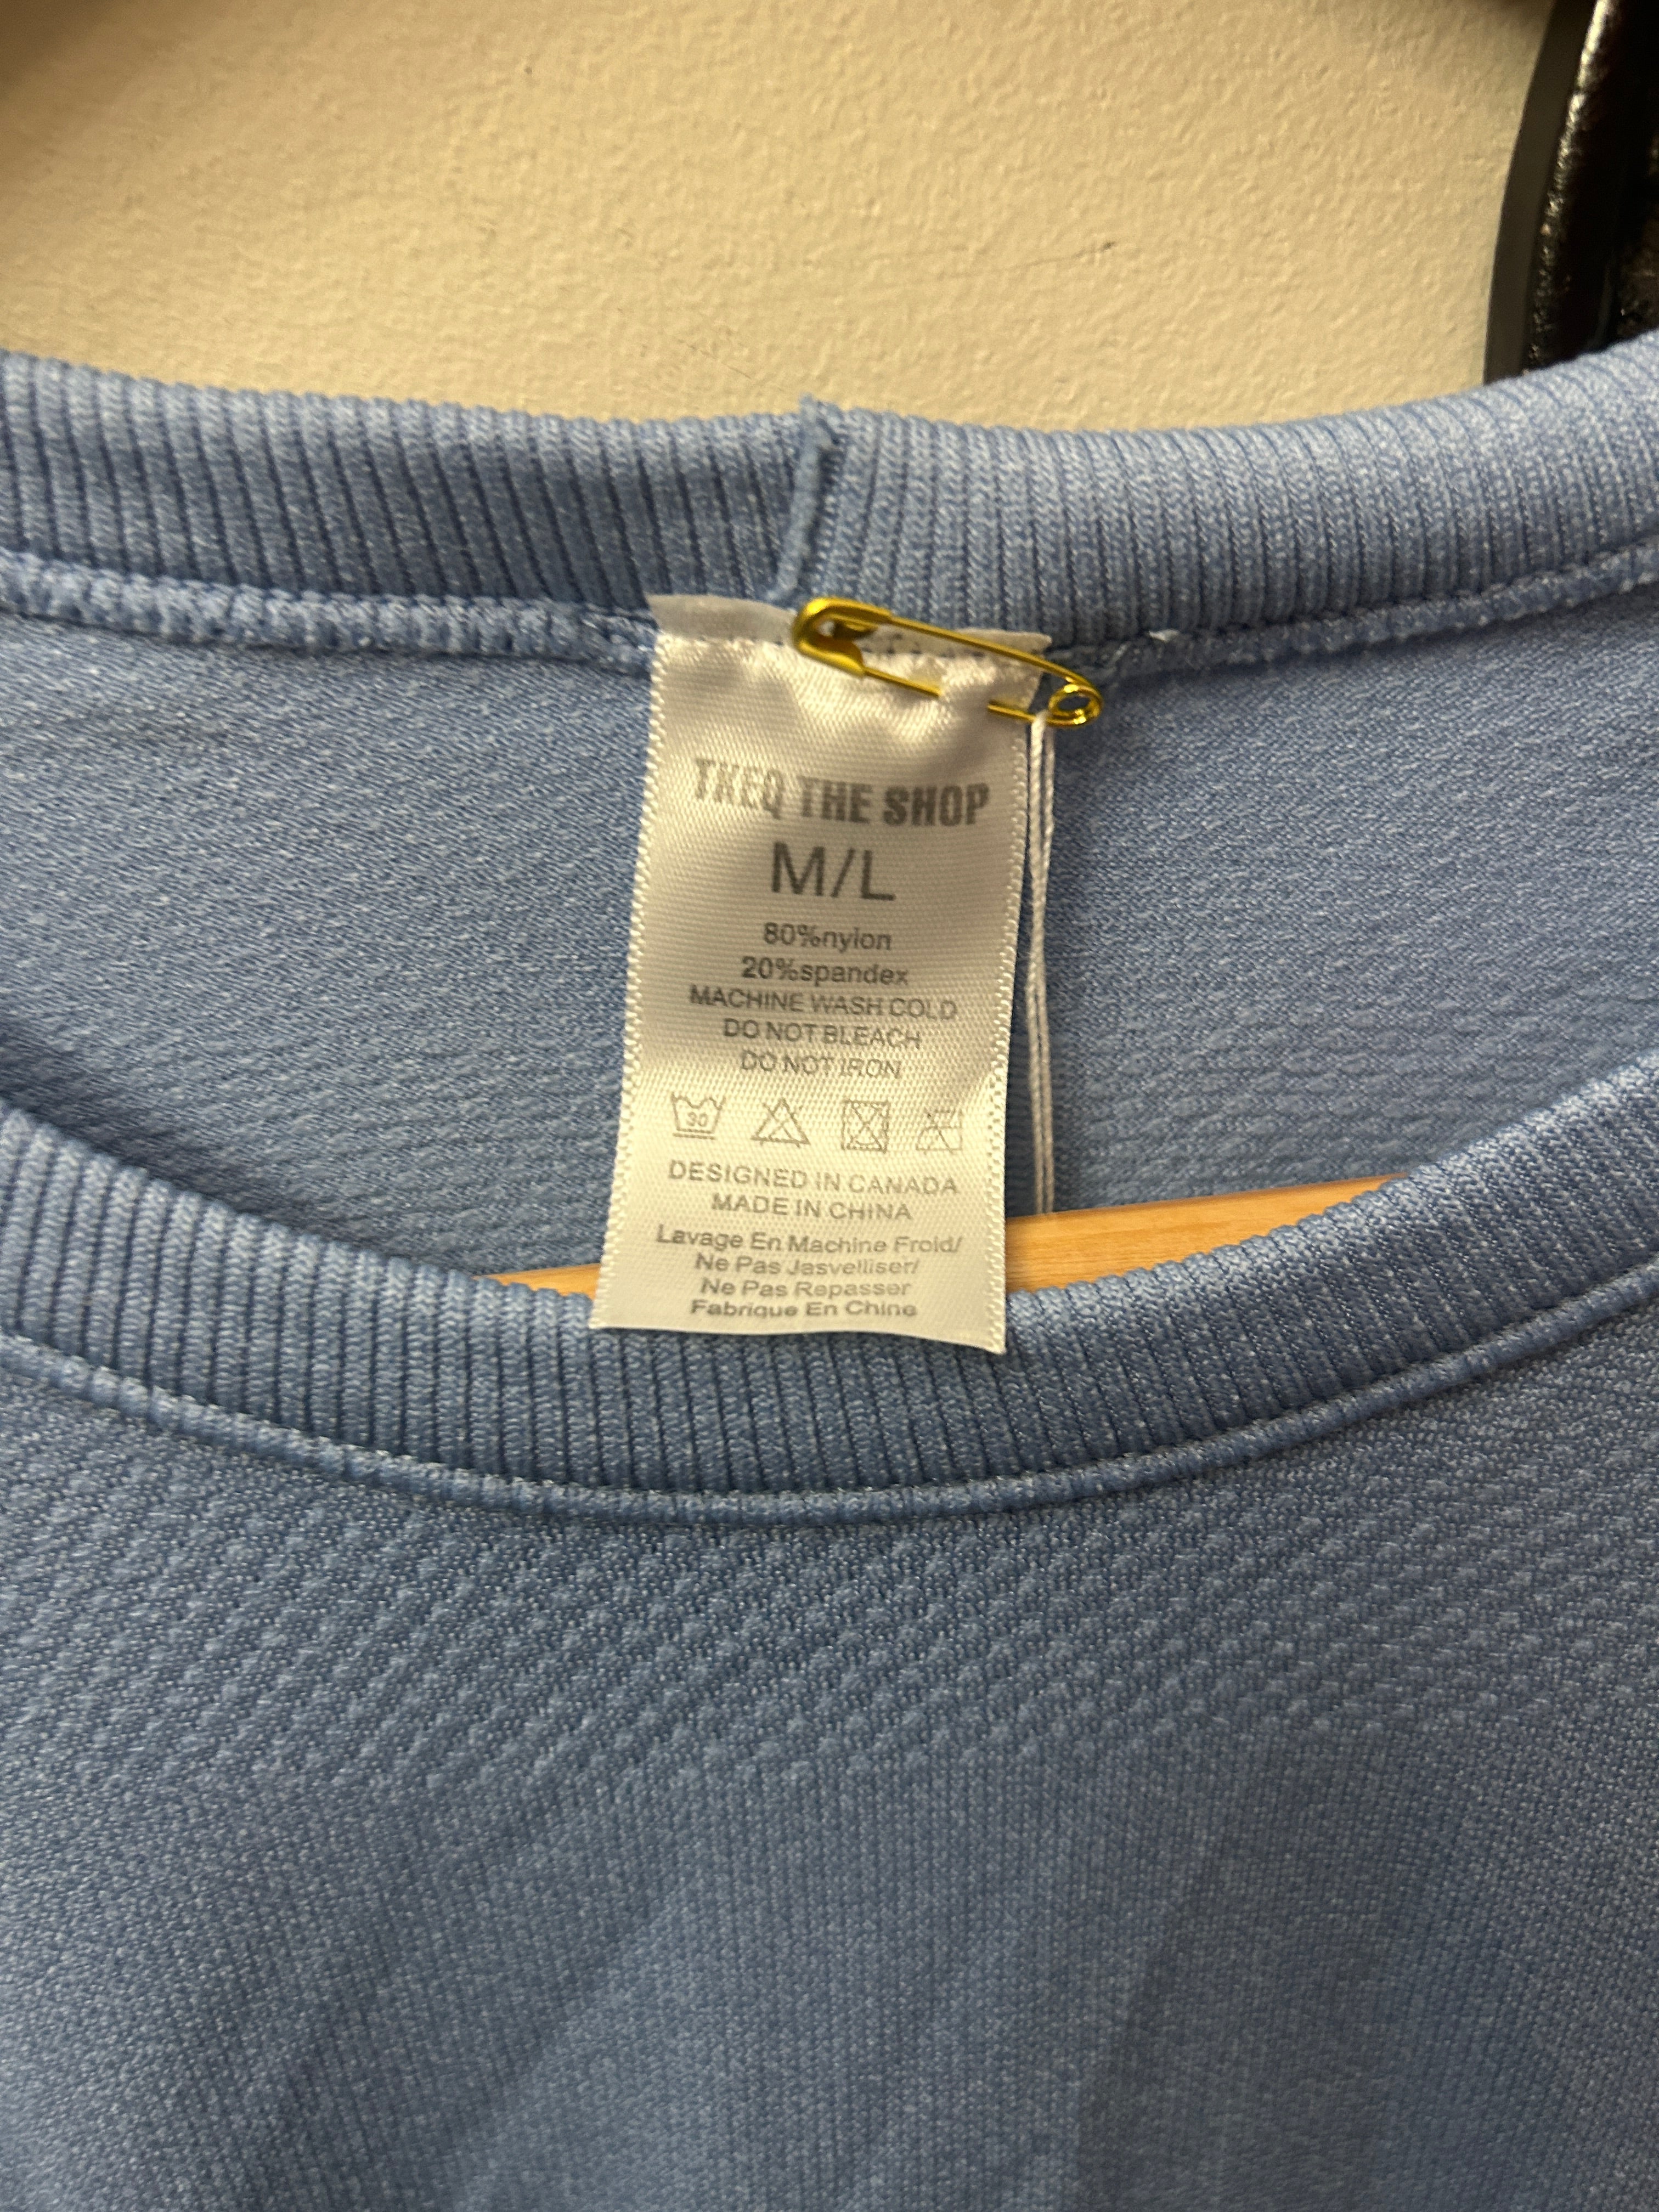 TKEQ THE SHOP
M/L
80%nylon
20%spandex
MACHINE WASH COLD
DO NOT BLEACH
DO NOT IRON
30
DESIGNED IN CANADA
MADE IN CHINA
Lavage En Machine Froid/
Ne Pas Jasvelliser/
Ne Pas Repasser
Fabrique En Chine